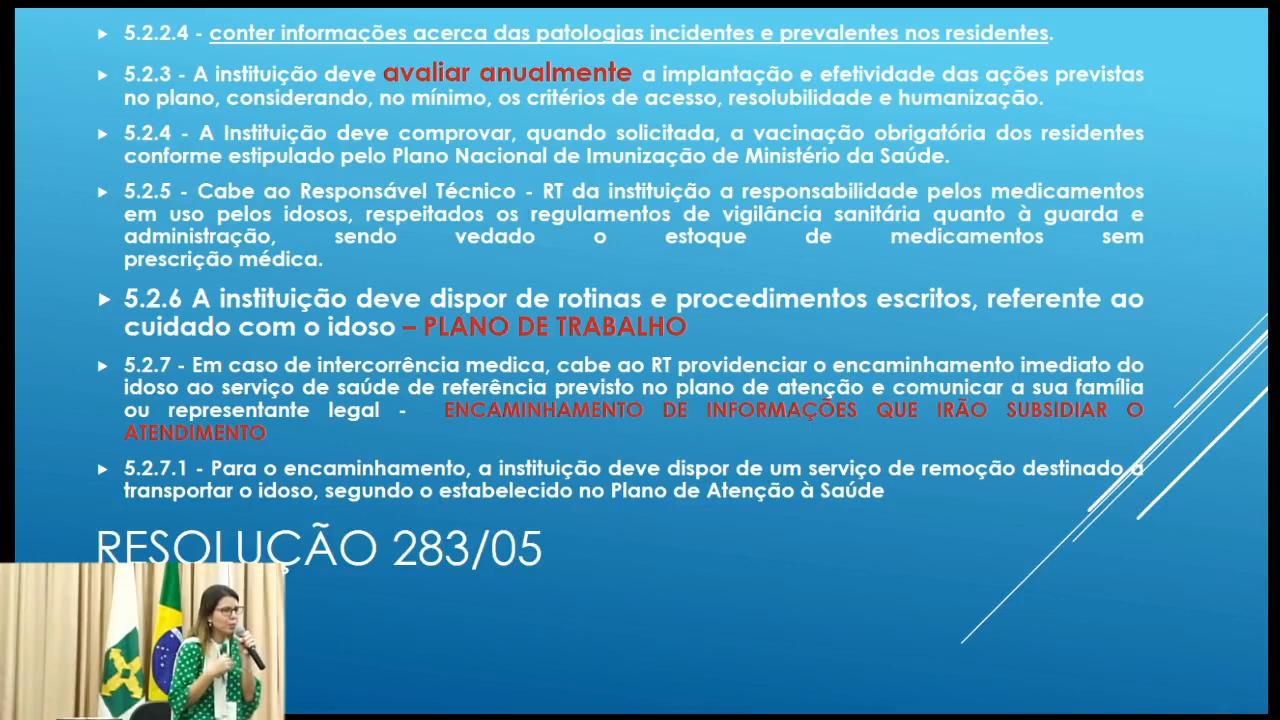 5.2.2.4 - conter informações acerca das patologias incidentes e prevalentes nos residentes.
5.2.3 - A instituição deve avaliar anualmente a implantação e efetividade das ações previstas
no plano, considerando, no mínimo, os critérios de acesso, resolubilidade e humanização.
5.2.4 - A Instituição deve comprovar, quando solicitada, a vacinação obrigatória dos residentes
conforme estipulado pelo Plano Nacional de Imunização de Ministério da Saúde.
5.2.5 - Cabe ao Responsável Técnico - RT da instituição a responsabilidade pelos medicamentos
em uso pelos idosos, respeitados os regulamentos de vigilância sanitária quanto à guarda e
administração, sendo vedado o estoque de medicamentos sem
prescrição médica.
5.2.6 A instituição deve dispor de rotinas e procedimentos escritos, referente ao
cuidado com o idoso – PLANO DE TRABALHO
5.2.7 - Em caso de intercorrência medica, cabe ao RT providenciar o encaminhamento imediato do
idoso ao serviço de saúde de referência previsto no plano de atenção e comunicar a sua família
ou representante legal - ENCAMINHAMENTO DE INFORMAÇÕES QUE IRÃO SUBSIDIAR O
ATENDIMENTO
5.2.7.1 - Para o encaminhamento, a instituição deve dispor de um serviço de remoção destinado a
transportar o idoso, segundo o estabelecido no Plano de Atenção à Saúde
RESOLUÇÃO 283/05